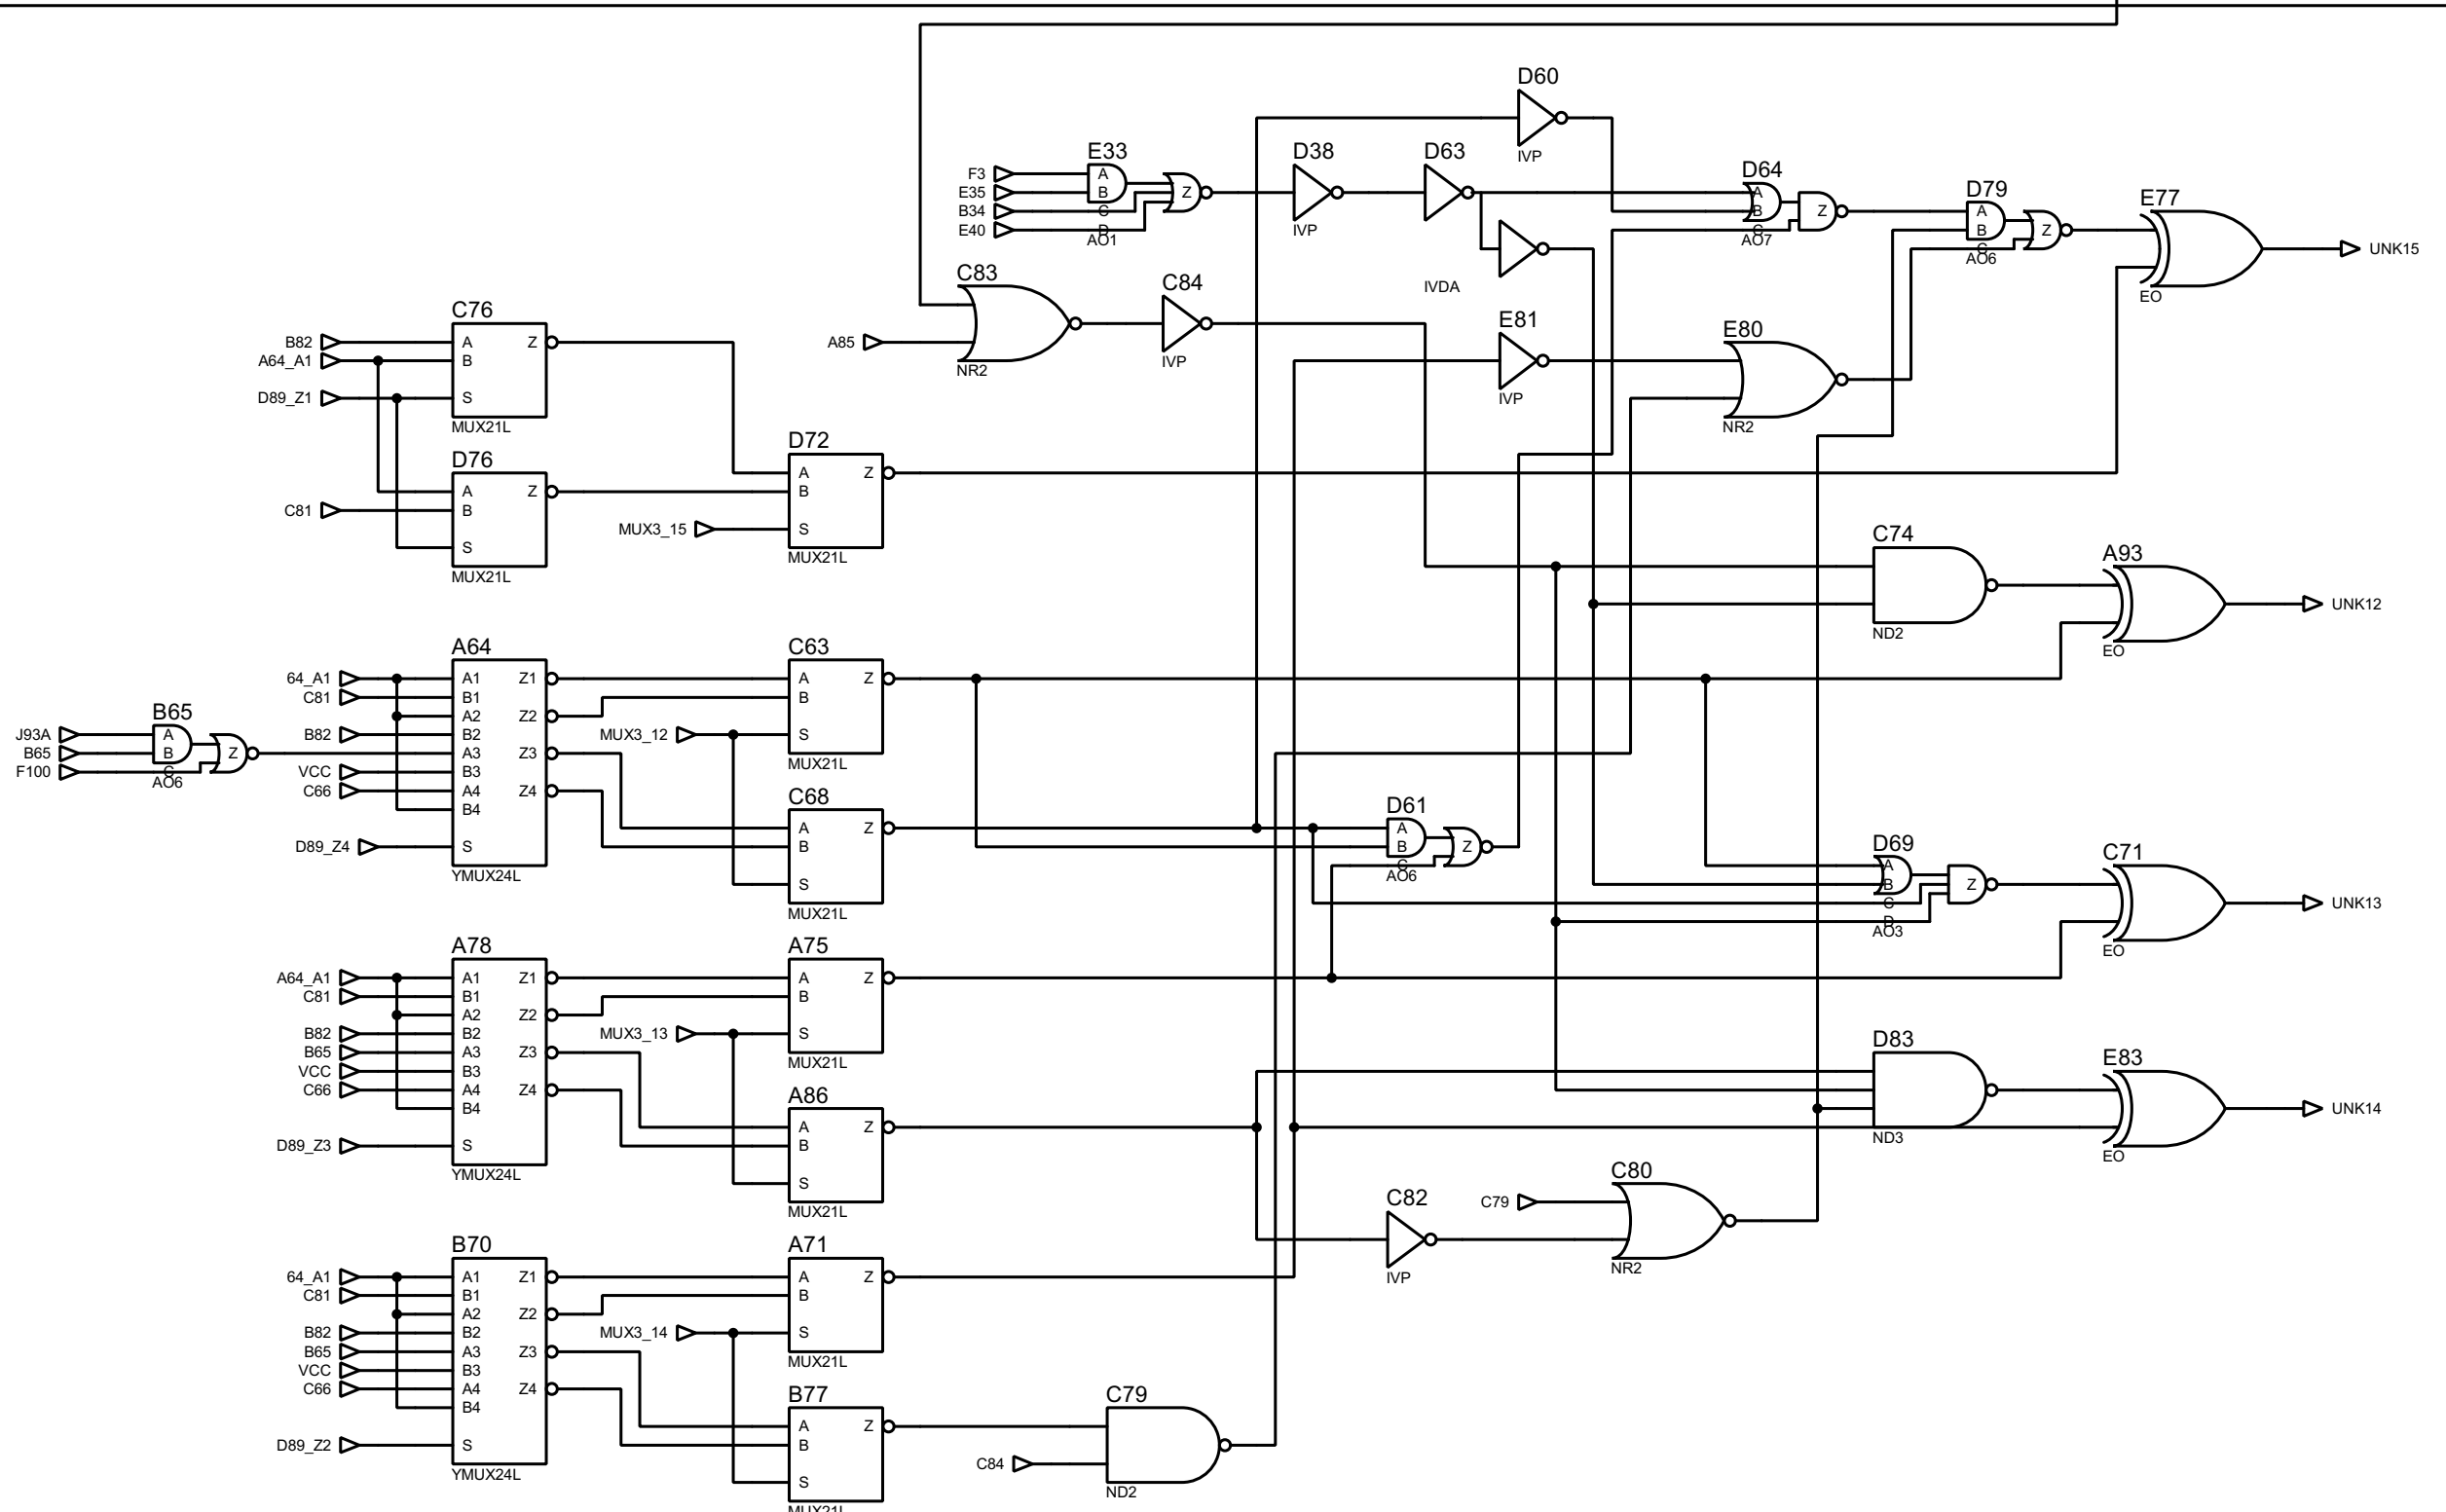 D60
IVP
E33
F3
E35
B34
E40
A
B
C
D
Z
AO1
D38
IVP
D63
IVDA
D64
A
B
C
Z
AO7
D79
A
B
C
Z
AO6
E77
EO
UNK15
C83
A85
NR2
C84
IVP
E81
IVP
E80
NR2
C76
B82
A64_A1
D89_Z1
A
B
S
Z
MUX21L
D76
C81
A
B
S
Z
MUX21L
D72
MUX3_15
A
B
S
Z
MUX21L
C74
ND2
A93
EO
UNK12
B65
J93A
B65
F100
A
B
C
Z
AO6
A64
64_A1
C81
B82
VCC
C66
D89_Z4
A1
B1
A2
B2
A3
B3
A4
B4
S
Z1
Z2
Z3
Z4
YMUX24L
C63
MUX3_12
A
B
S
Z
MUX21L
C68
A
B
S
Z
MUX21L
D61
A
B
C
Z
AO6
D69
A
B
C
D
Z
AO3
C71
EO
UNK13
A78
A64_A1
C81
B82
B65
VCC
C66
D89_Z3
A1
B1
A2
B2
A3
B3
A4
B4
S
Z1
Z2
Z3
Z4
YMUX24L
A75
MUX3_13
A
B
S
Z
MUX21L
A86
A
B
S
Z
MUX21L
D83
ND3
E83
EO
UNK14
C82
IVP
C79
C80
NR2
B70
64_A1
C81
B82
B65
VCC
C66
D89_Z2
A1
B1
A2
B2
A3
B3
A4
B4
S
Z1
Z2
Z3
Z4
YMUX24L
A71
MUX3_14
A
B
S
Z
MUX21L
B77
A
B
S
Z
MUX21L
C79
C84
ND2